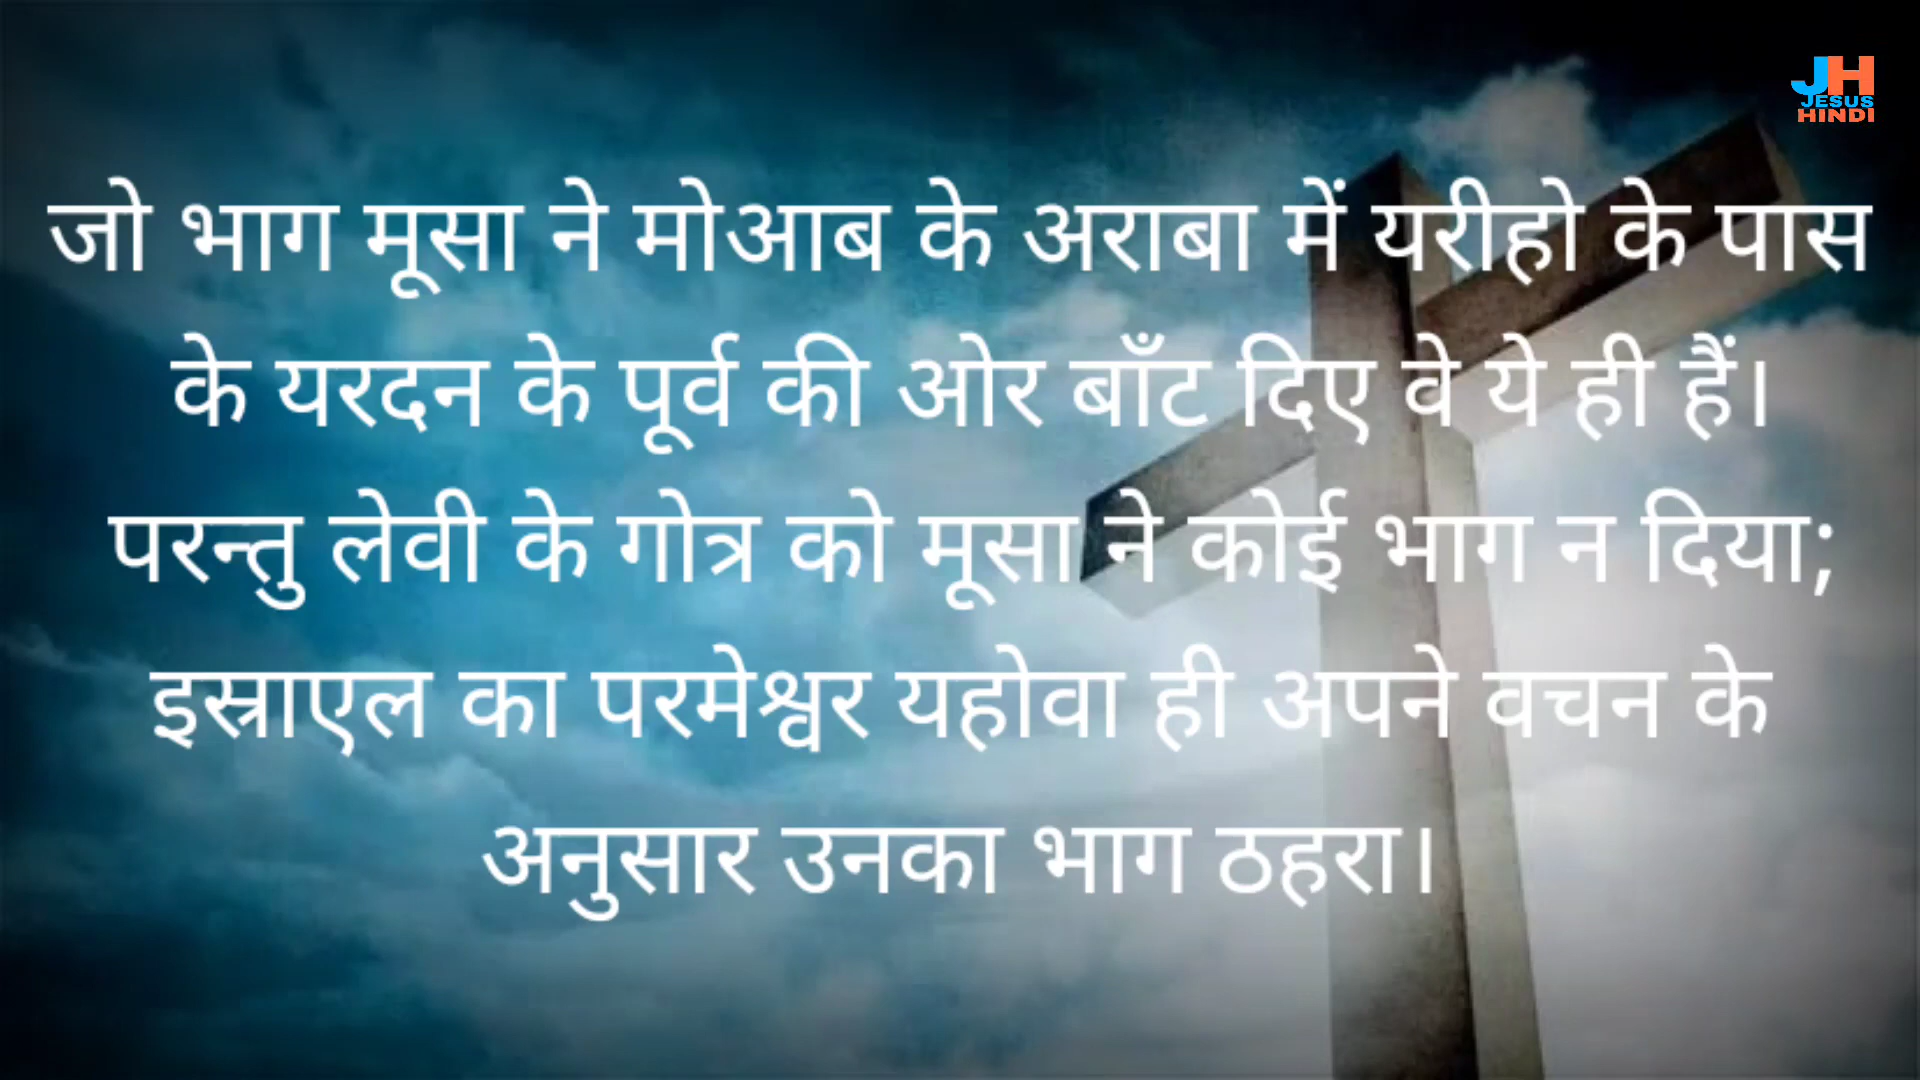 JH
JESUS
HINDI
जो भाग मूसा ने मोआब के अराबा में यरीहो के पास
के यरदन के पूर्व की ओर बाँट दिए वे ये ही हैं।
परन्तु लेवी के गोत्र को मूसा ने कोई भाग न दिया;
इस्राएल का परमेश्वर यहोवा ही अपने वचन के
अनुसार उनका भाग ठहरा।